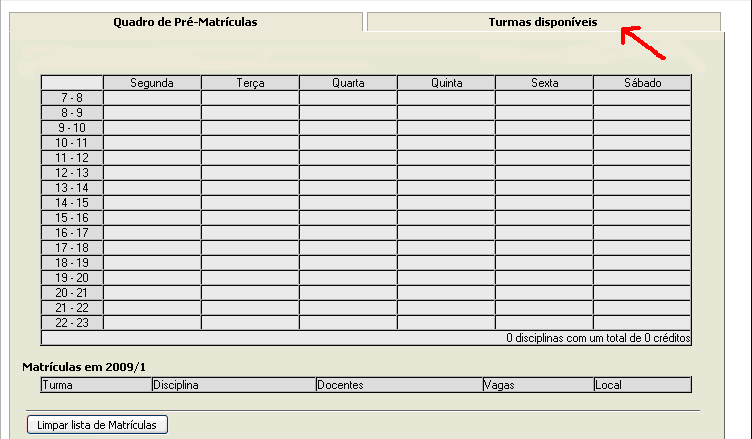 Quadro de Pré-Matrículas Turmas disponíveis
Segunda Terça Quarta Quinta Sexta Sábado
7 - 8
8 - 9
9 - 10
10 - 11
11 - 12
12 - 13
13 - 14
14 - 15
15 - 16
16 - 17
17 - 18
18 - 19
19 - 20
20 - 21
21 - 22
22 - 23
0 disciplinas com um total de 0 créditos
Matrículas em 2009/1
Turma Disciplina Docentes Vagas Local
Limpar lista de Matrículas